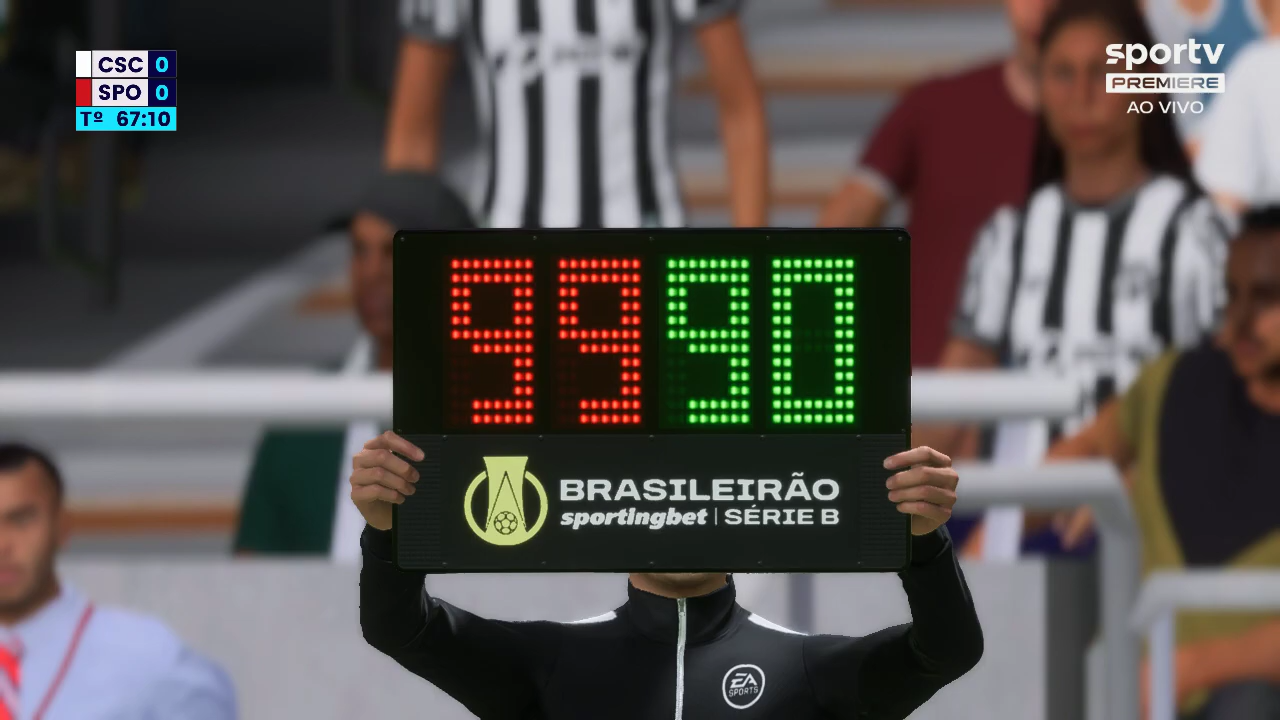 CSC 0
SPO 0
Tº 67:10
sportv
PREMIERE
AO VIVO
99 90
BRASILEIRÃO
sportingbet | SÉRIE B
EA
SPORTS